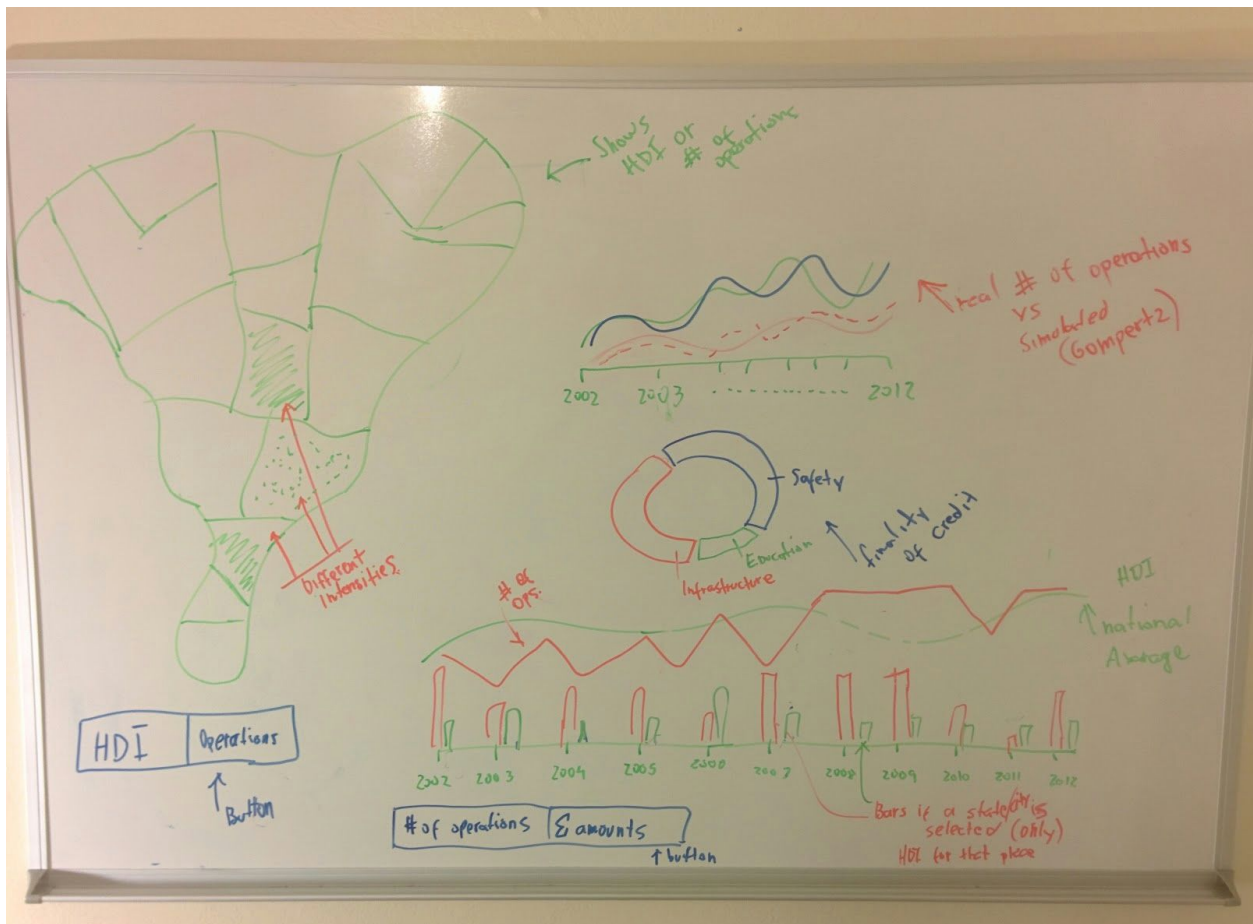 Shows
HDI or
# of
operations
real # of operations
vs
Simulated
(Gompertz)
2002 2003 2012
Safety
Education
Infrastructure
finality
of credit
Different
intensities.
# of
ops.
HDI
national
Average
2002 2003 2004 2005 2006 2007 2008 2009 2010 2011 2012
HDI Operations
Button
# of operations Σ amounts
button
Bars if a state/city is
selected (only)
HDI for that place